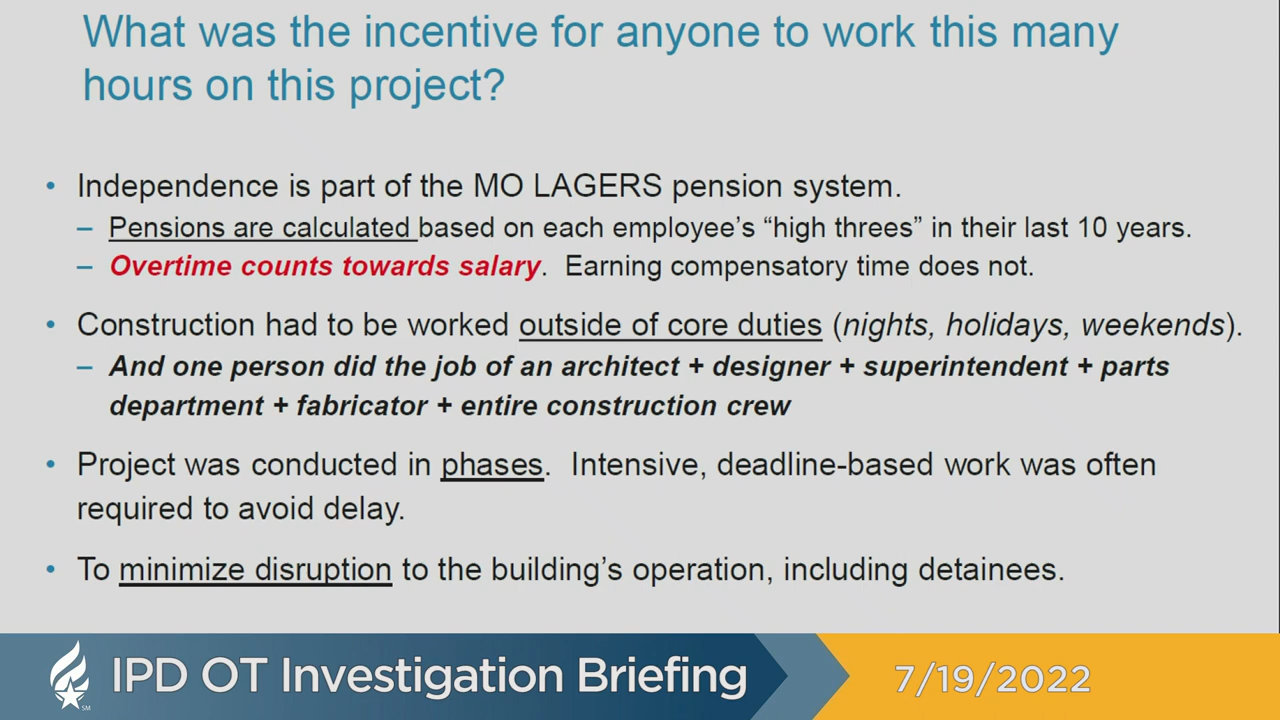 What was the incentive for anyone to work this many
hours on this project?
• Independence is part of the MO LAGERS pension system.
– Pensions are calculated based on each employee's “high threes” in their last 10 years.
– Overtime counts towards salary.  Earning compensatory time does not.
• Construction had to be worked outside of core duties (nights, holidays, weekends).
– And one person did the job of an architect + designer + superintendent + parts
department + fabricator + entire construction crew
• Project was conducted in phases.  Intensive, deadline-based work was often
required to avoid delay.
• To minimize disruption to the building's operation, including detainees.
SM
IPD OT Investigation Briefing
7/19/2022